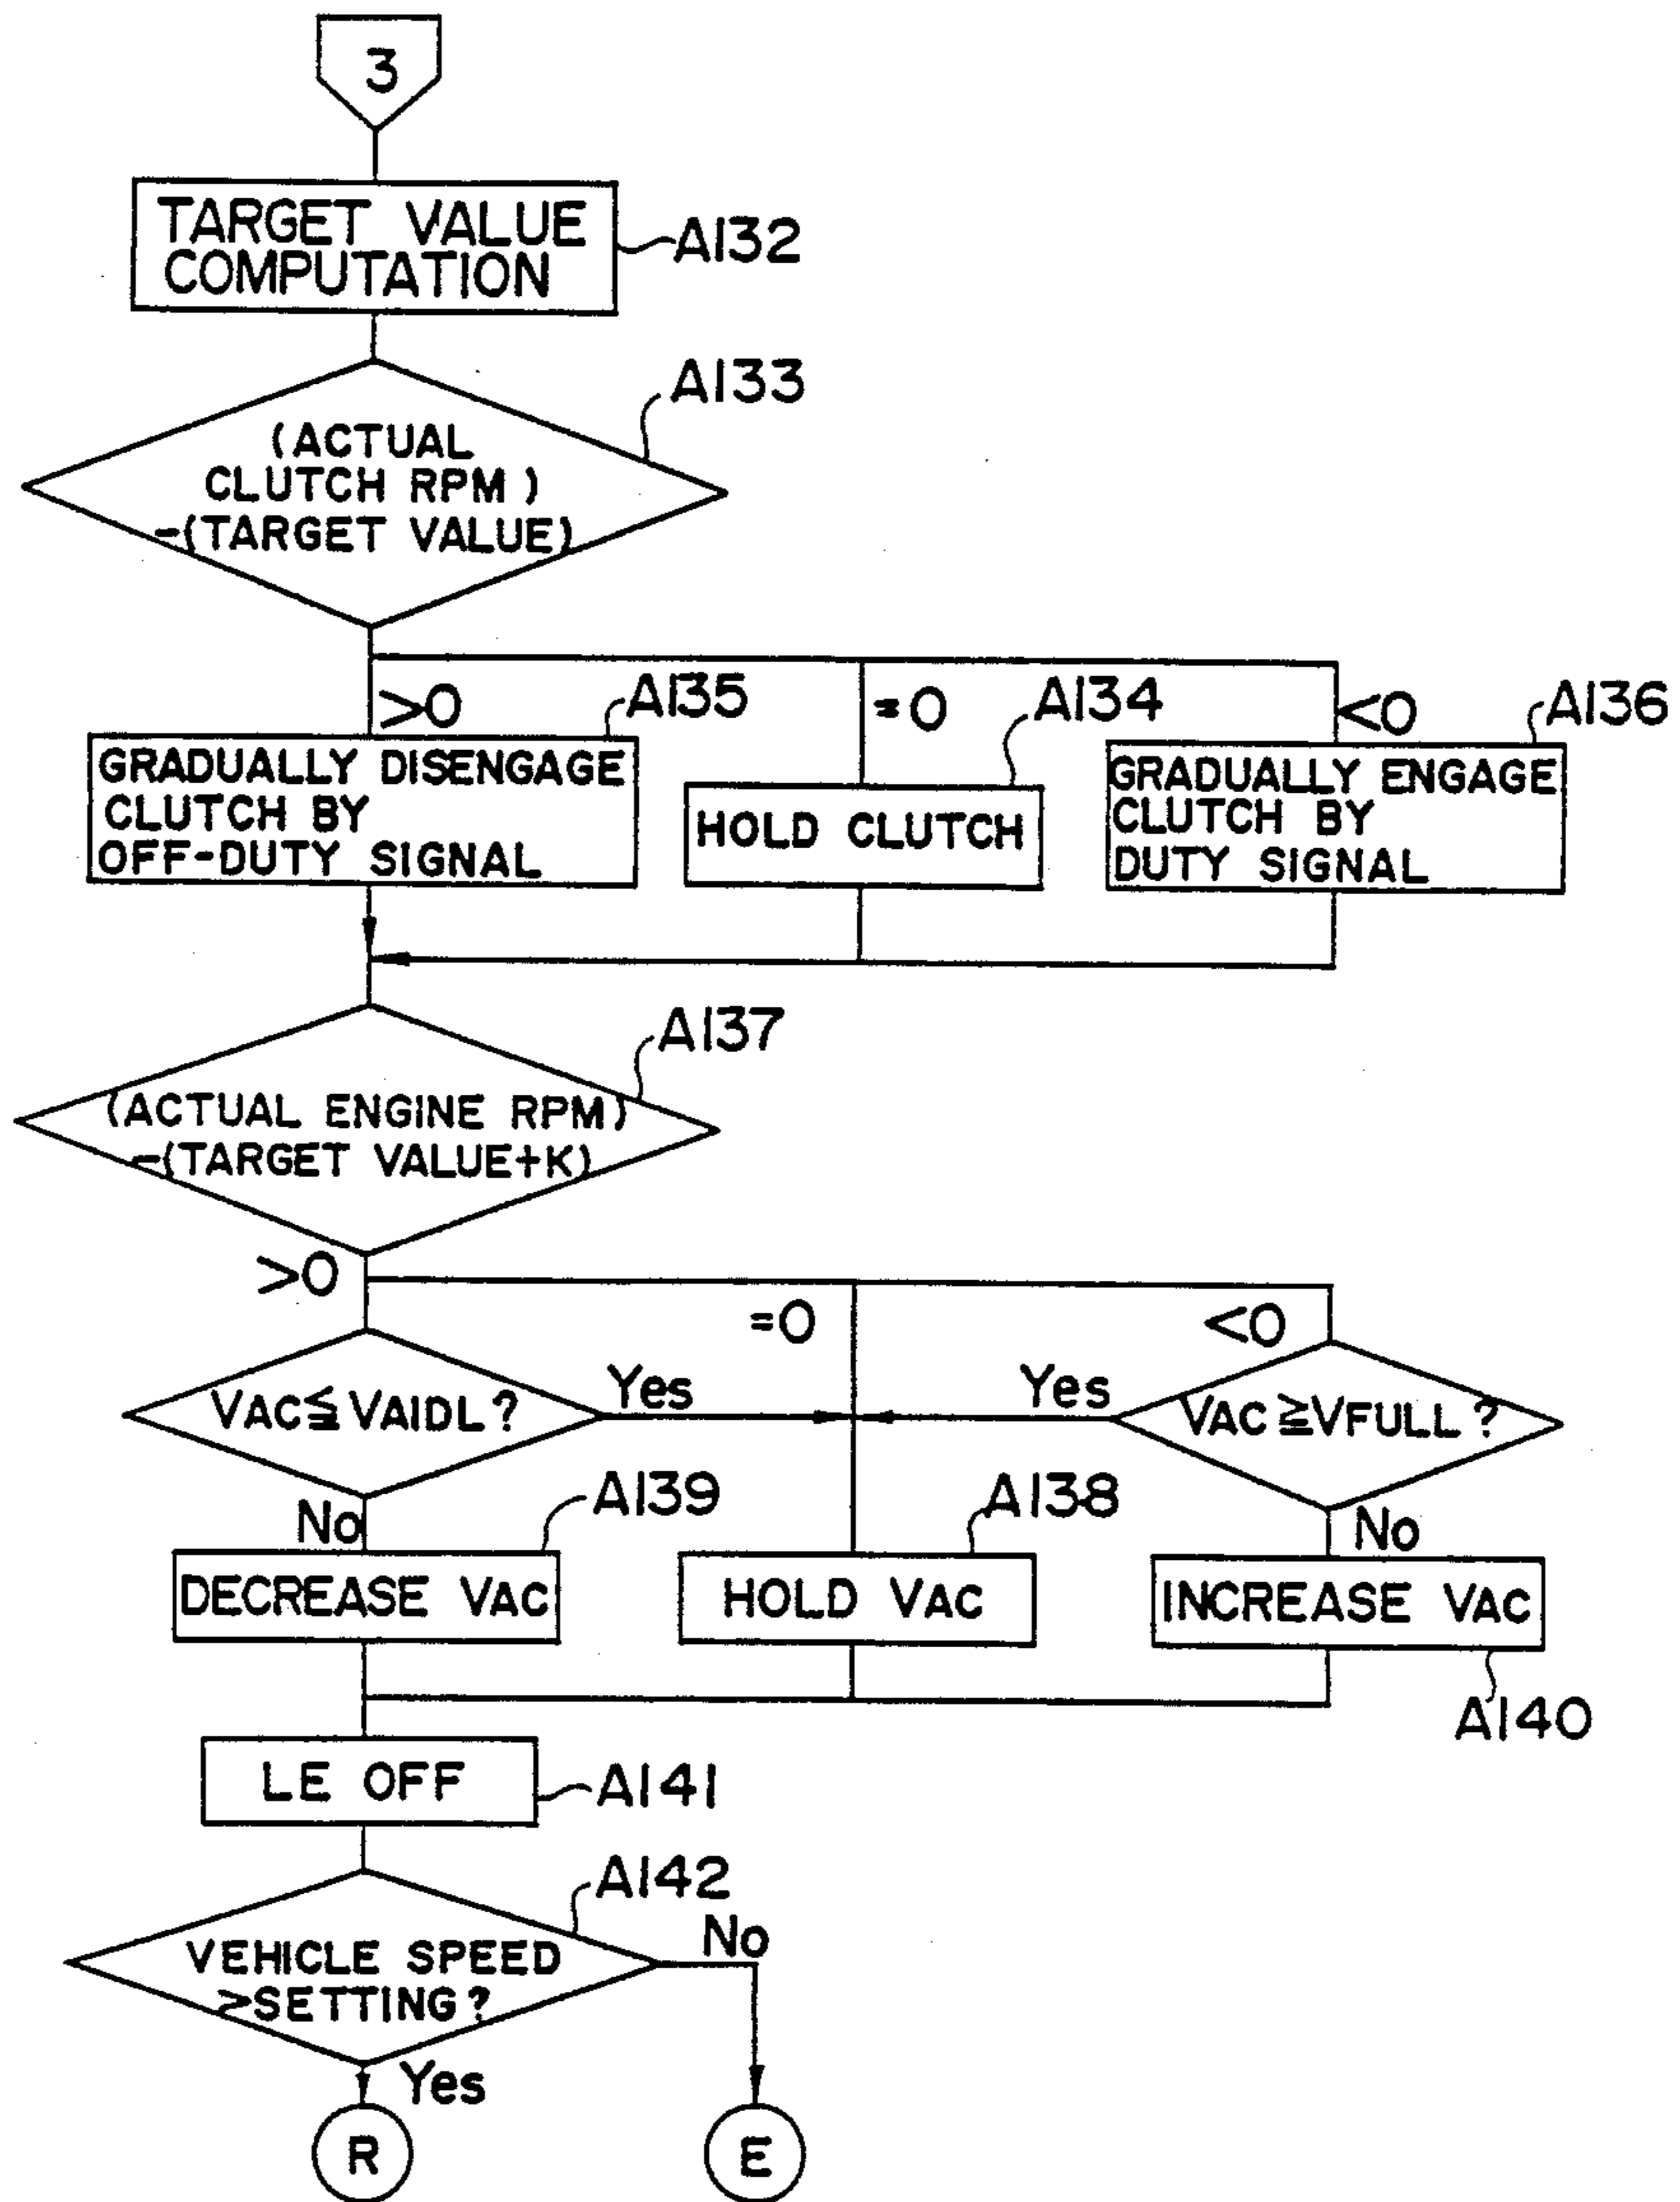 3
TARGET VALUE
COMPUTATION
A132
A133
(ACTUAL
CLUTCH RPM)
-(TARGET VALUE)
>0
A135
=0
A134
<0
A136
GRADUALLY DISENGAGE
CLUTCH BY
OFF-DUTY SIGNAL
HOLD CLUTCH
GRADUALLY ENGAGE
CLUTCH BY
DUTY SIGNAL
A137
(ACTUAL ENGINE RPM)
-(TARGET VALUE+K)
>0
=0
<0
VAC≦VAIDL?
Yes
Yes
VAC≧VFULL?
No
A139
A138
No
DECREASE VAC
HOLD VAC
INCREASE VAC
A140
LE OFF
A141
A142
No
VEHICLE SPEED
≥SETTING?
Yes
R
E